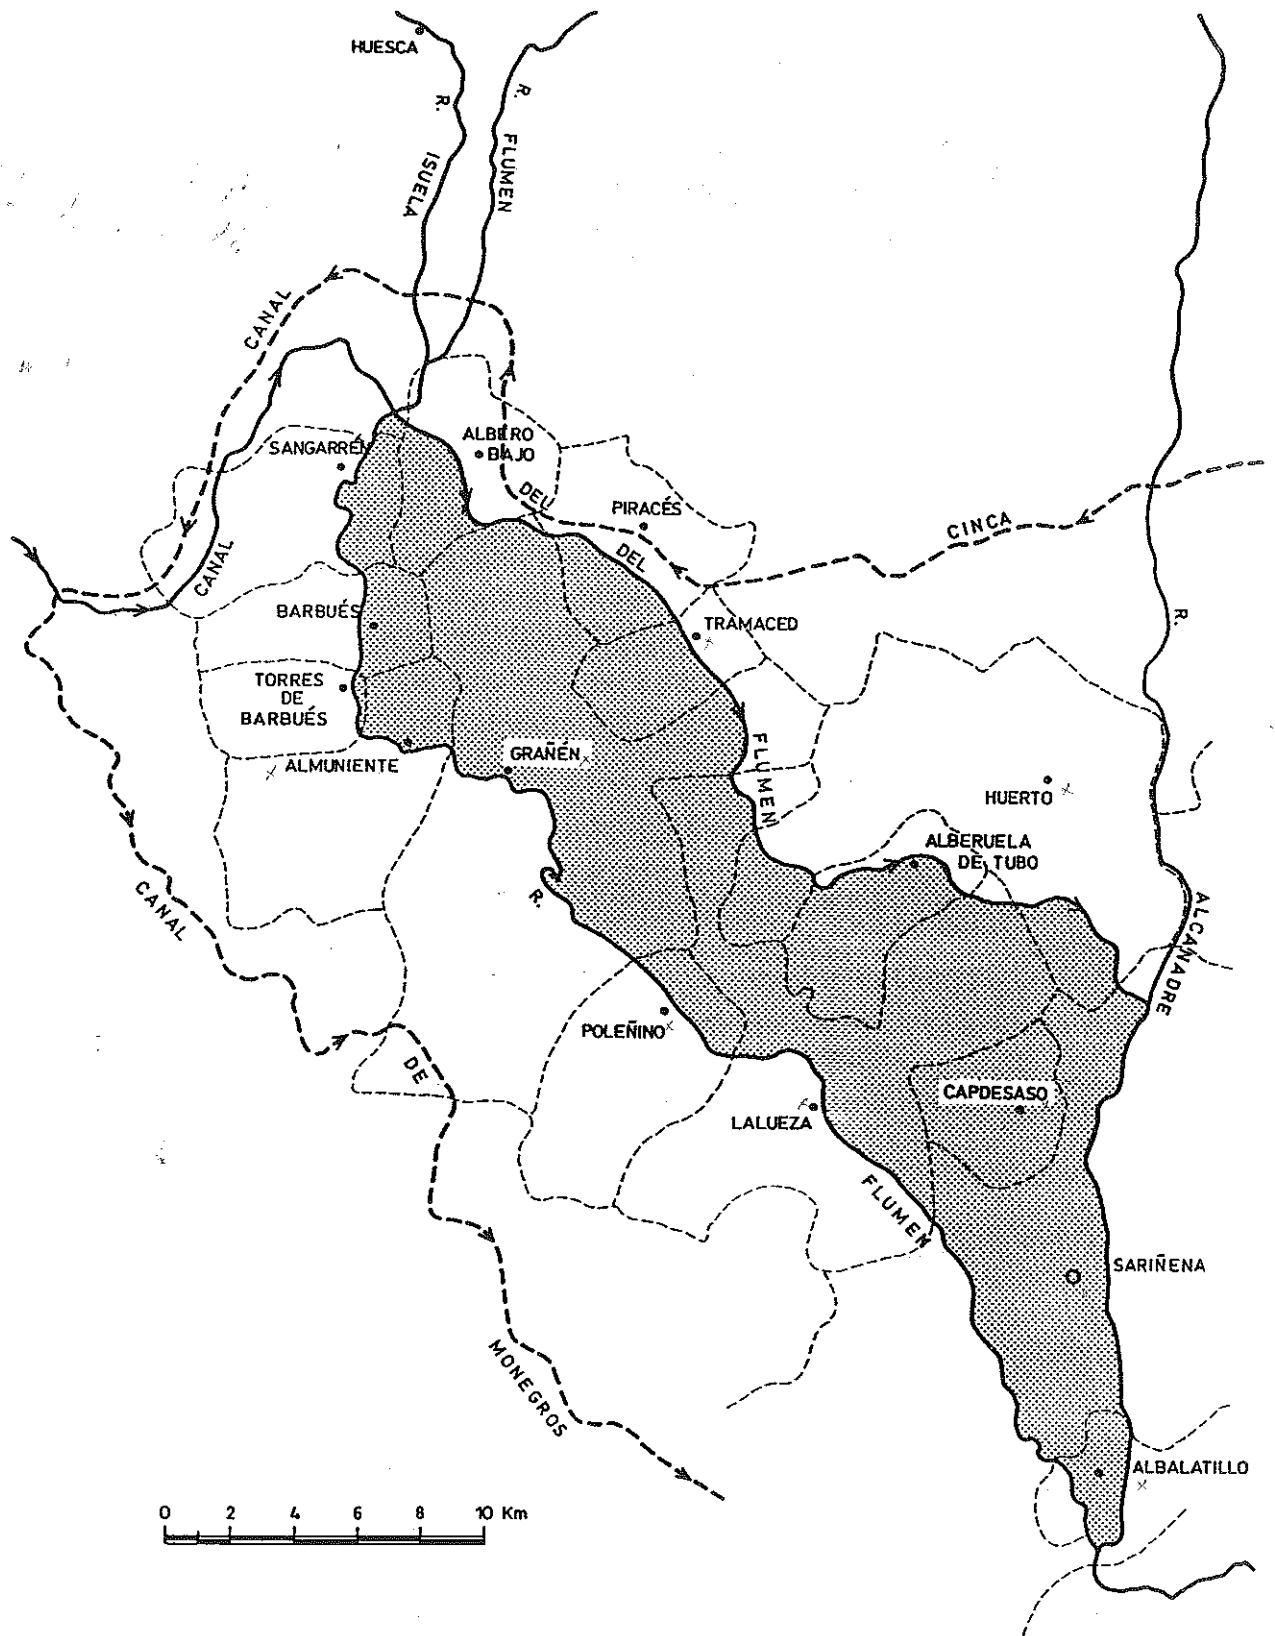 HUESCA
R.
ISUELA
R.
FLUMEN
CANAL
SANGARRÉN
ALBERO
BAJO
DEL
PIRACÉS
CINCA
CANAL
DEL
BARBUÉS
TRAMACED
R.
TORRES
DE
BARBUÉS
ALMUNIENTE
GRAÑÉN
FLUMEN
HUERTO
ALBERUELA
DE TUBO
CANAL
R.
ALCANADRE
POLEÑINO
DE
CAPDESASO
LALUEZA
FLUMEN
SARIÑENA
MONEGROS
ALBALATILLO
0 2 4 6 8 10 Km